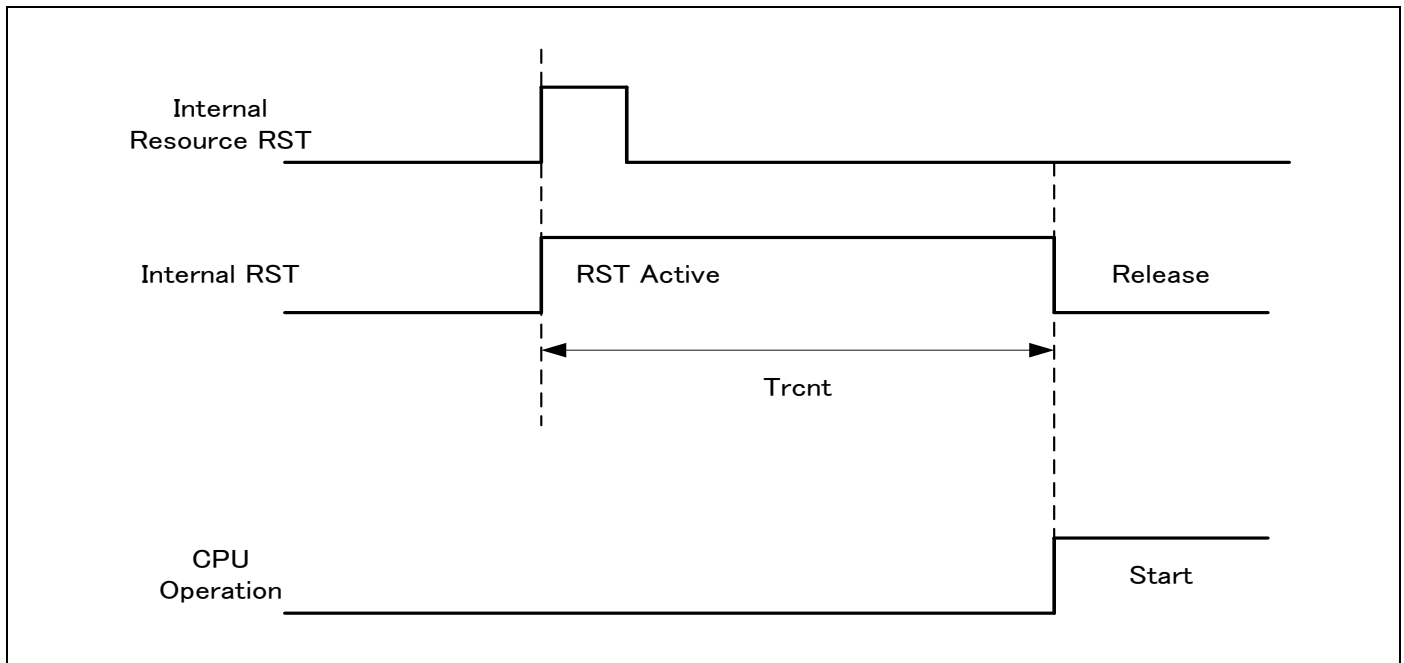 Internal
Resource RST
Internal RST
RST Active
Release
Trcnt
CPU
Operation
Start